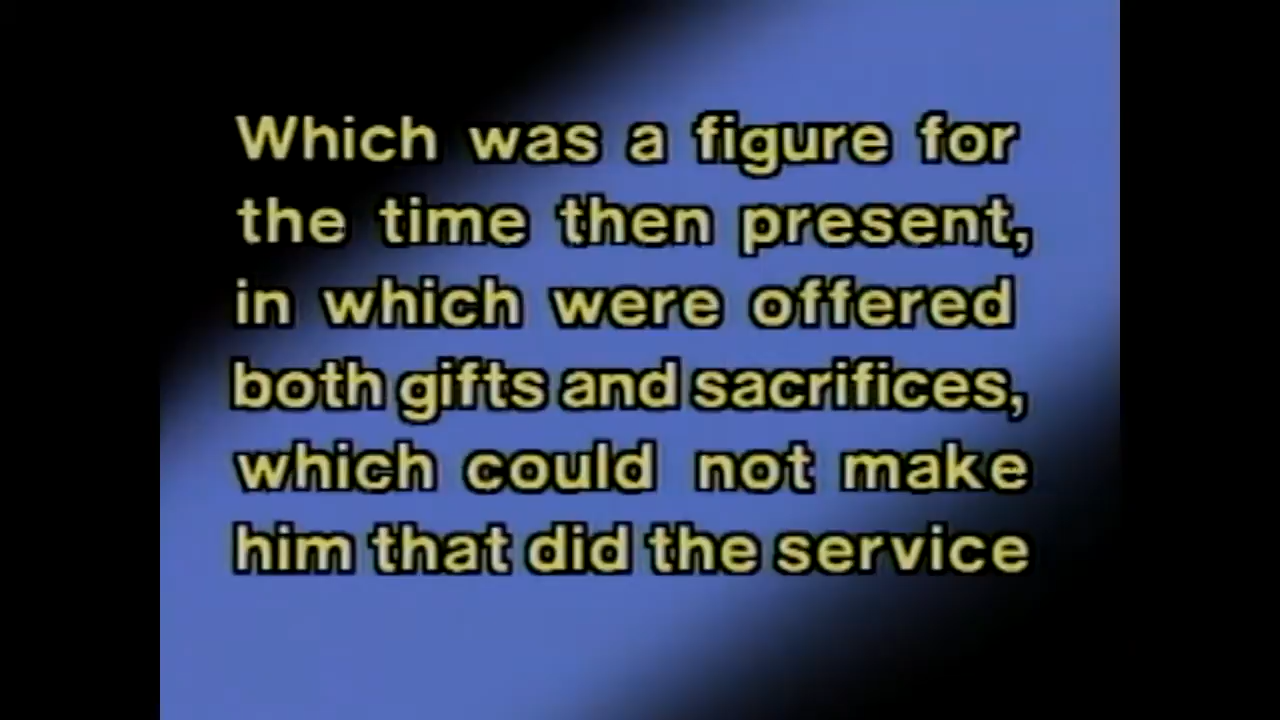 Which was a figure for
the time then present,
in which were offered
both gifts and sacrifices,
which could not make
him that did the service